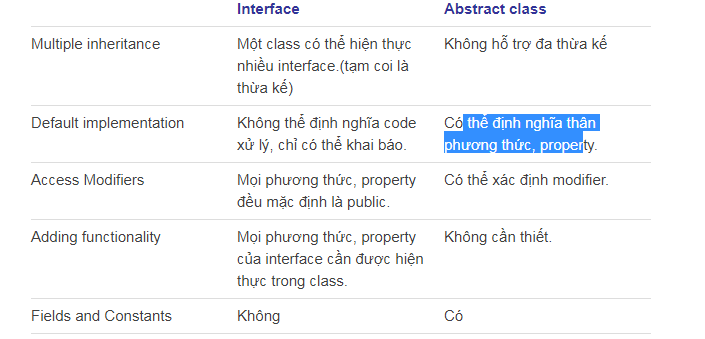 Interface Abstract class
Multiple inheritance Một class có thể hiện thực Không hỗ trợ đa thừa kế
nhiều interface.(tạm coi là
thừa kế)
Default implementation Không thể định nghĩa code Có thể định nghĩa thân
xử lý, chỉ có thể khai báo. phương thức, property.
Access Modifiers Mọi phương thức, property Có thể xác định modifier.
đều mặc định là public.
Adding functionality Mọi phương thức, property Không cần thiết.
của interface cần được hiện
thực trong class.
Fields and Constants Không Có